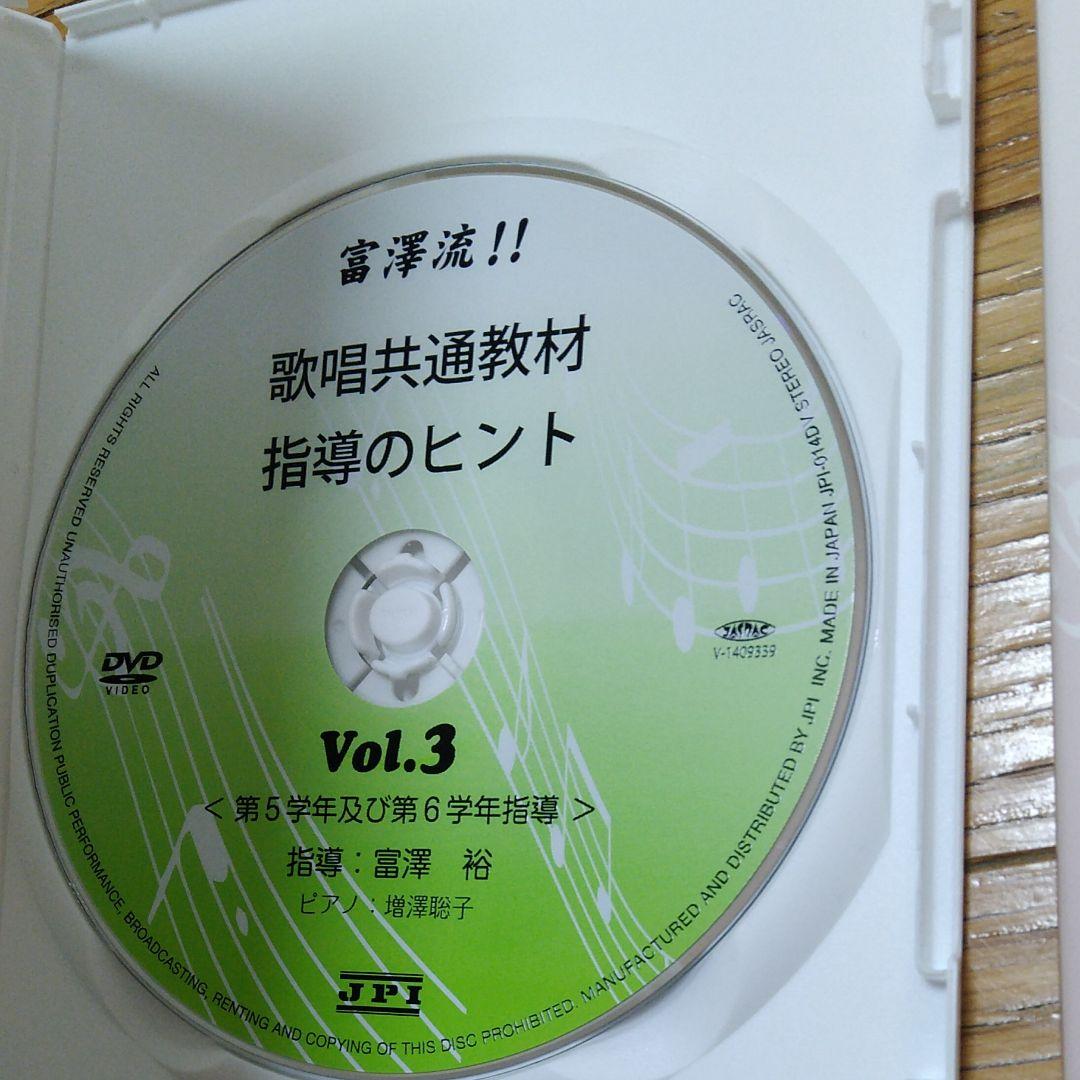 富澤流!!
歌唱共通教材
指導のヒント
DVD
VIDEO
JASRAC
V-1409339
Vol.3
＜ 第５学年及び第６学年指導 ＞
指導：富澤　裕
ピアノ：増澤聡子
JPI
ALL RIGHTS RESERVED UNAUTHORISED DUPLICATION PUBLIC PERFORMANCE, BROADCASTING, RENTING AND COPYING OF THIS DISC PROHIBITED. MANUFACTURED AND DISTRIBUTED BY JPI INC. MADE IN JAPAN JPI-014DV STEREO JASRAC